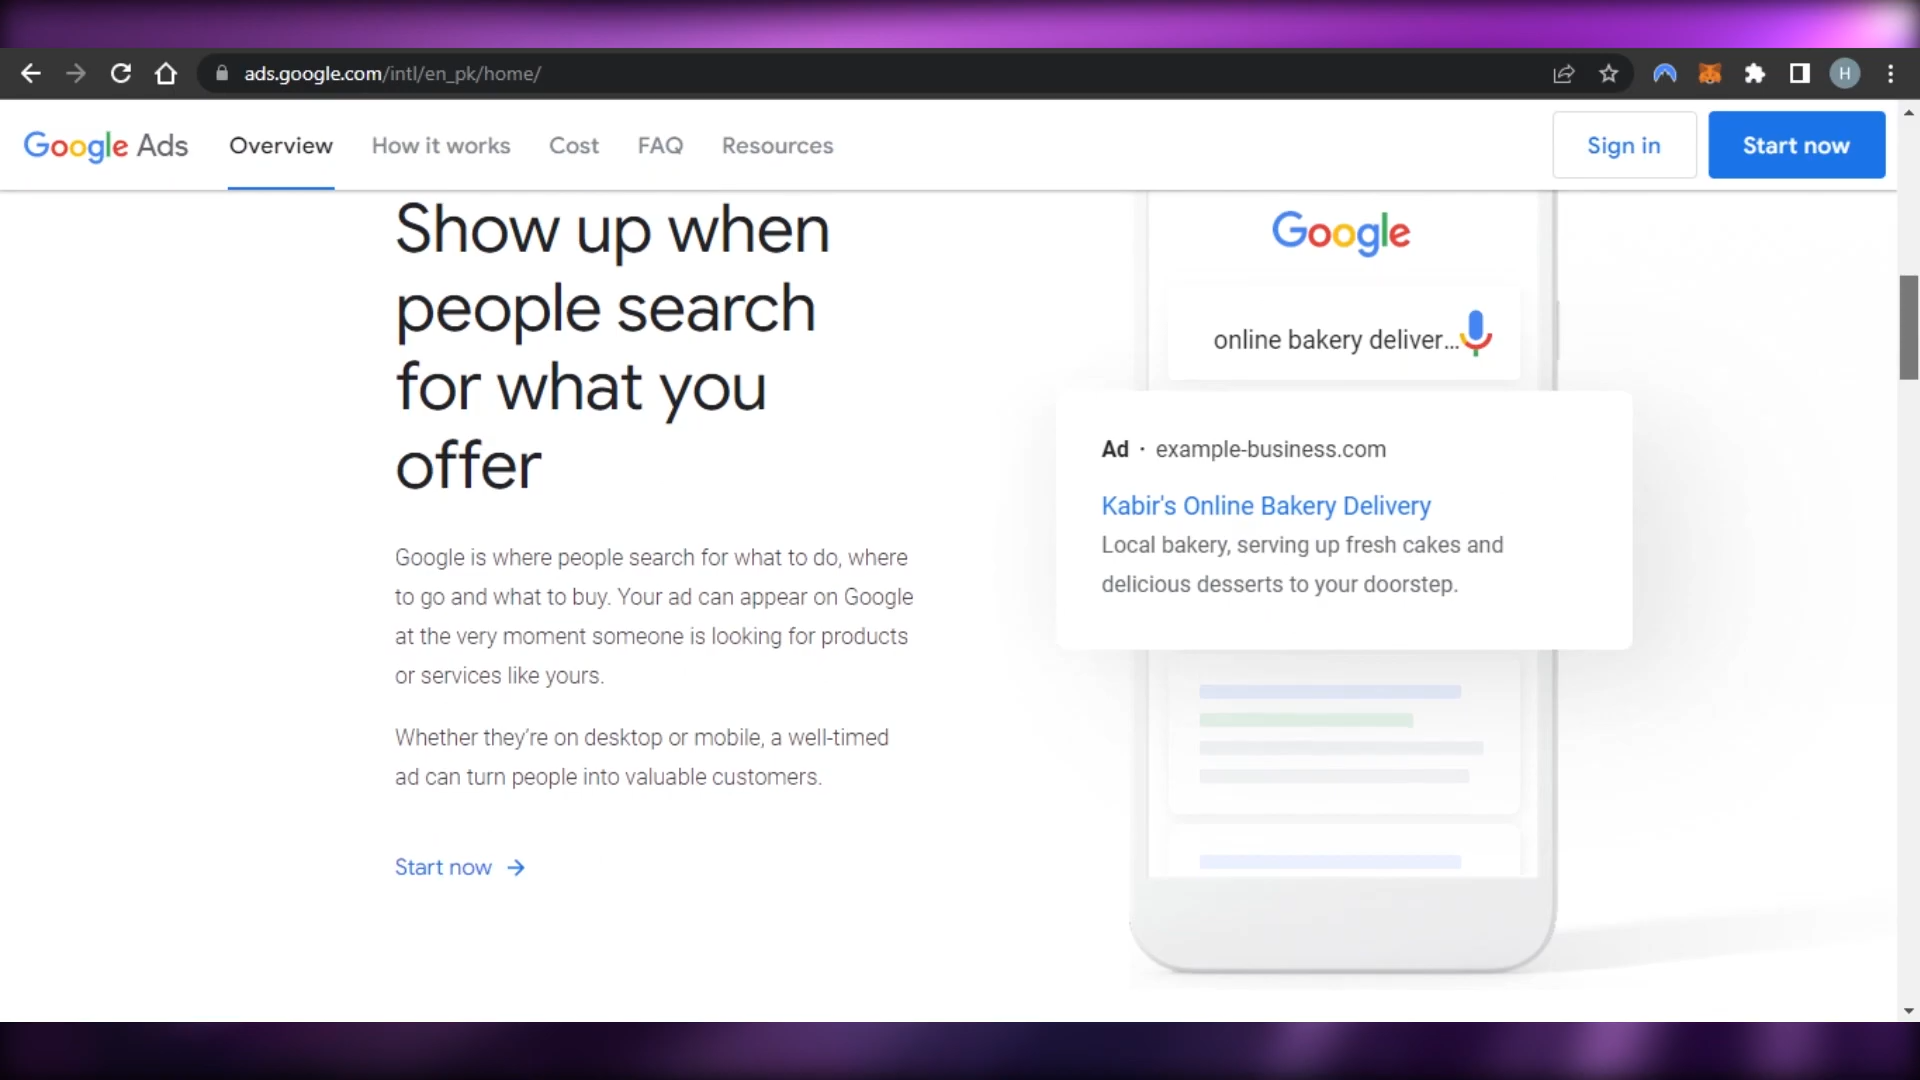 ads.google.com/intl/en_pk/home/
H
Google Ads
Overview
How it works
Cost
FAQ
Resources
Sign in
Start now
Show up when
people search
for what you
offer
Google is where people search for what to do, where
to go and what to buy. Your ad can appear on Google
at the very moment someone is looking for products
or services like yours.
Whether they're on desktop or mobile, a well-timed
ad can turn people into valuable customers.
Start now →
Google
online bakery deliver...
Ad · example-business.com
Kabir's Online Bakery Delivery
Local bakery, serving up fresh cakes and
delicious desserts to your doorstep.